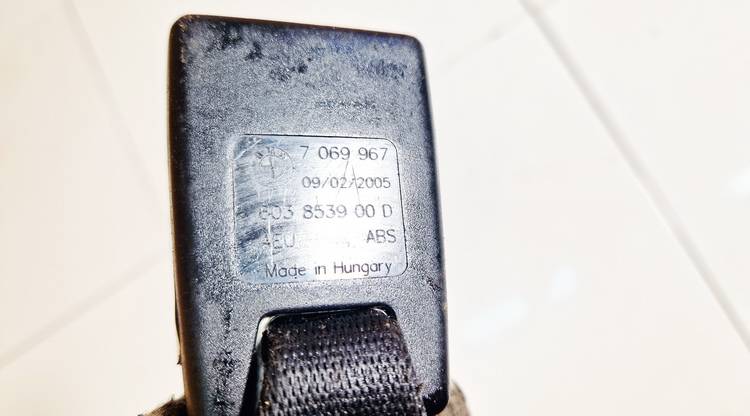 7 069 967
09/02/2005
603 8539 00 D
ABS
Made in Hungary